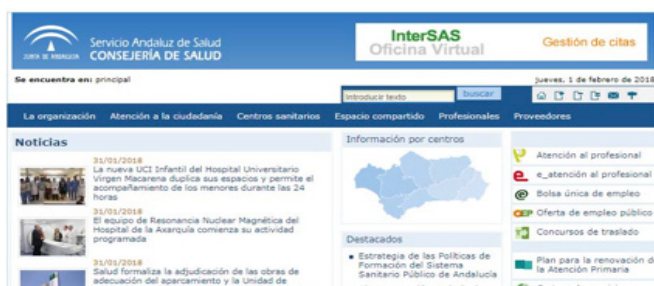 Servicio Andaluz de Salud
CONSEJERÍA DE SALUD
JUNTA DE ANDALUCIA
InterSAS
Oficina Virtual
Gestión de citas
Se encuentra en: principal
jueves, 1 de febrero de 2018
Introducir texto
buscar
La organización Atención a la ciudadanía Centros sanitarios Espacio compartido Profesionales Proveedores
Noticias
31/01/2018
La nueva UCI Infantil del Hospital Universitario
Virgen Macarena duplica sus espacios y permite el
acompañamiento de los menores durante las 24
horas
31/01/2018
El equipo de Resonancia Nuclear Magnética del
Hospital de la Axarquía comienza su actividad
programada
31/01/2018
Salud formaliza la adjudicación de las obras de
adecuación del aparcamiento y la Unidad de
Información por centros
Destacados
Estrategia de las Políticas de
Formación del Sistema
Sanitario Público de Andalucía
Atención al profesional
e_atención al profesional
Bolsa única de empleo
OEP Oferta de empleo público
Concursos de traslado
Plan para la renovación d
la Atención Primaria